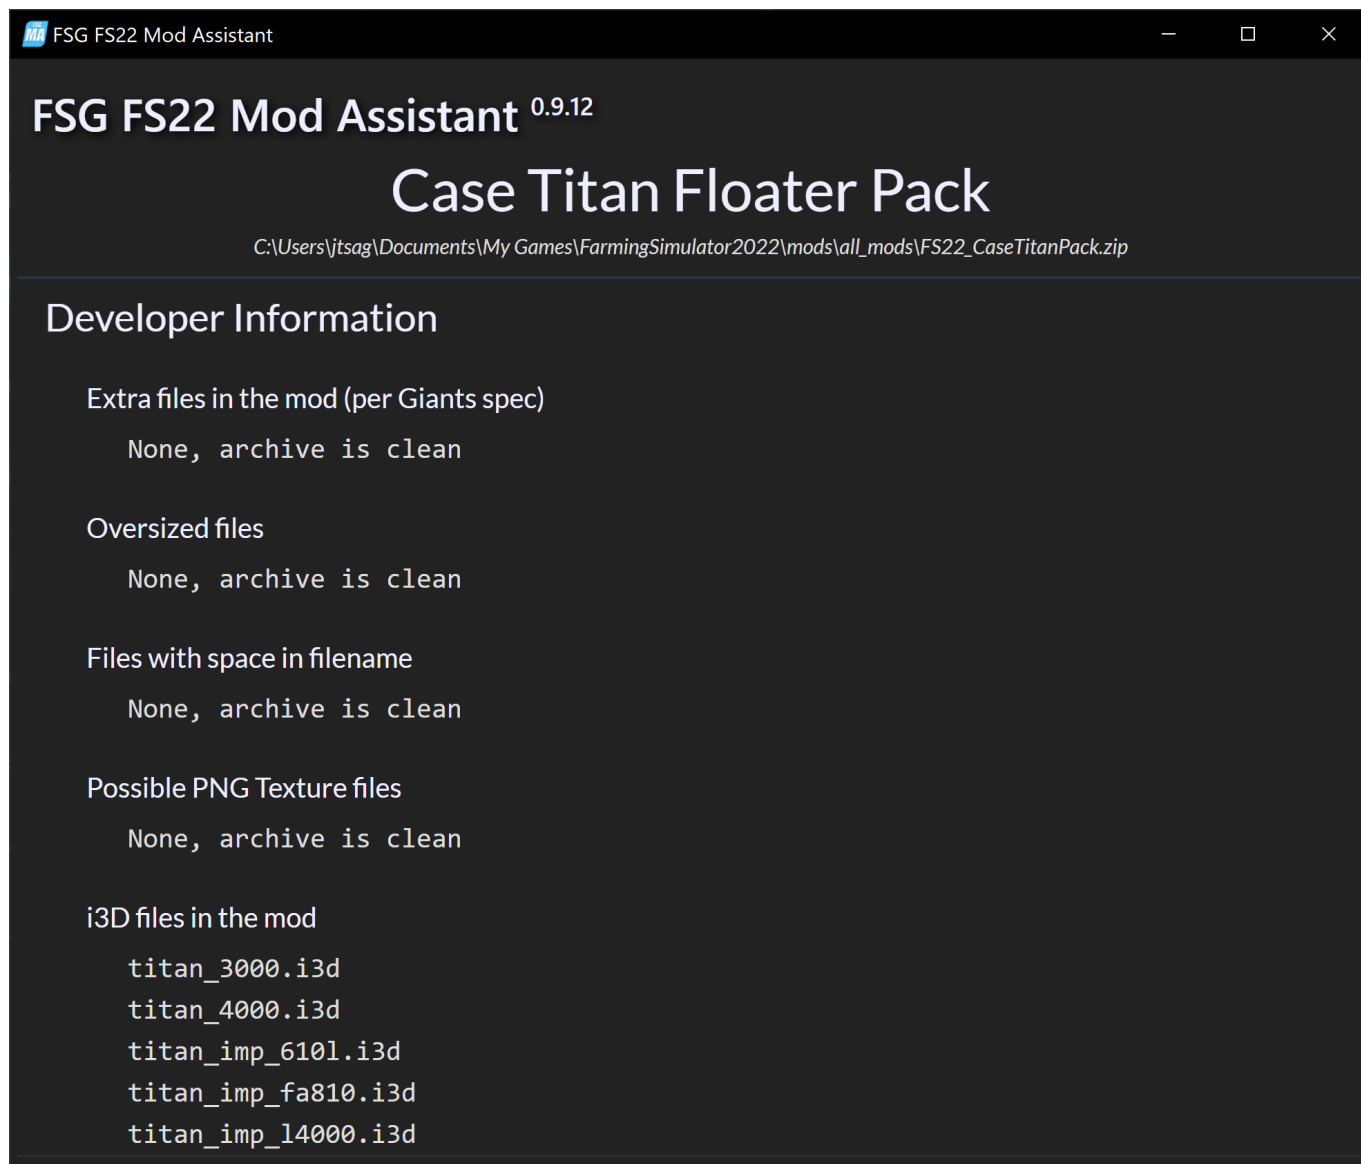 FSG MA FSG FS22 Mod Assistant
FSG FS22 Mod Assistant 0.9.12
Case Titan Floater Pack
C:\Users\jtsag\Documents\My Games\FarmingSimulator2022\mods\all_mods\FS22_CaseTitanPack.zip
Developer Information
Extra files in the mod (per Giants spec)
None, archive is clean
Oversized files
None, archive is clean
Files with space in filename
None, archive is clean
Possible PNG Texture files
None, archive is clean
i3D files in the mod
titan_3000.i3d
titan_4000.i3d
titan_imp_610l.i3d
titan_imp_fa810.i3d
titan_imp_l4000.i3d